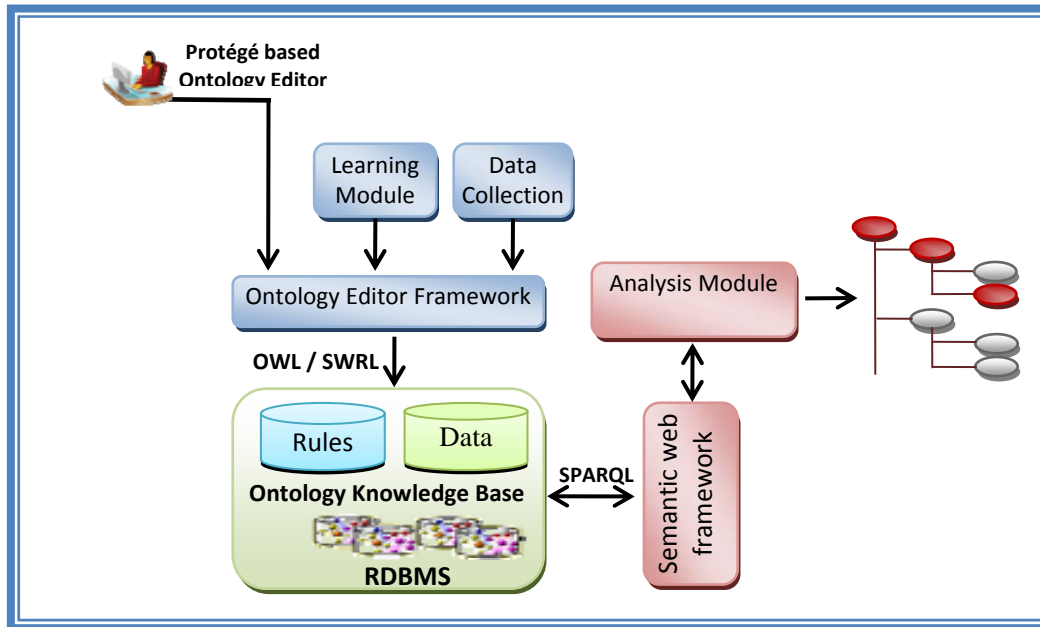 Protégé based
Ontology Editor
Learning
Module
Data
Collection
Ontology Editor Framework
Analysis Module
OWL / SWRL
Rules
Data
Ontology Knowledge Base
RDBMS
SPARQL
Semantic web
framework